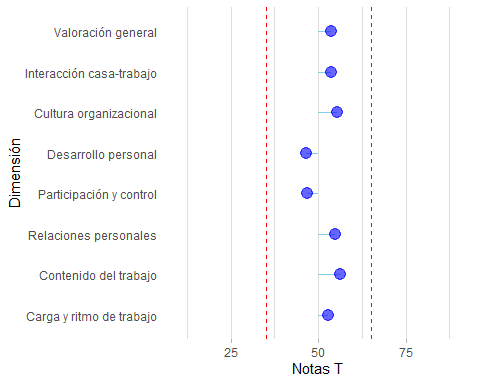 Valoración general
Interacción casa-trabajo
Cultura organizacional
Desarrollo personal
Participación y control
Relaciones personales
Contenido del trabajo
Carga y ritmo de trabajo
Dimensión
25 50 75
Notas T